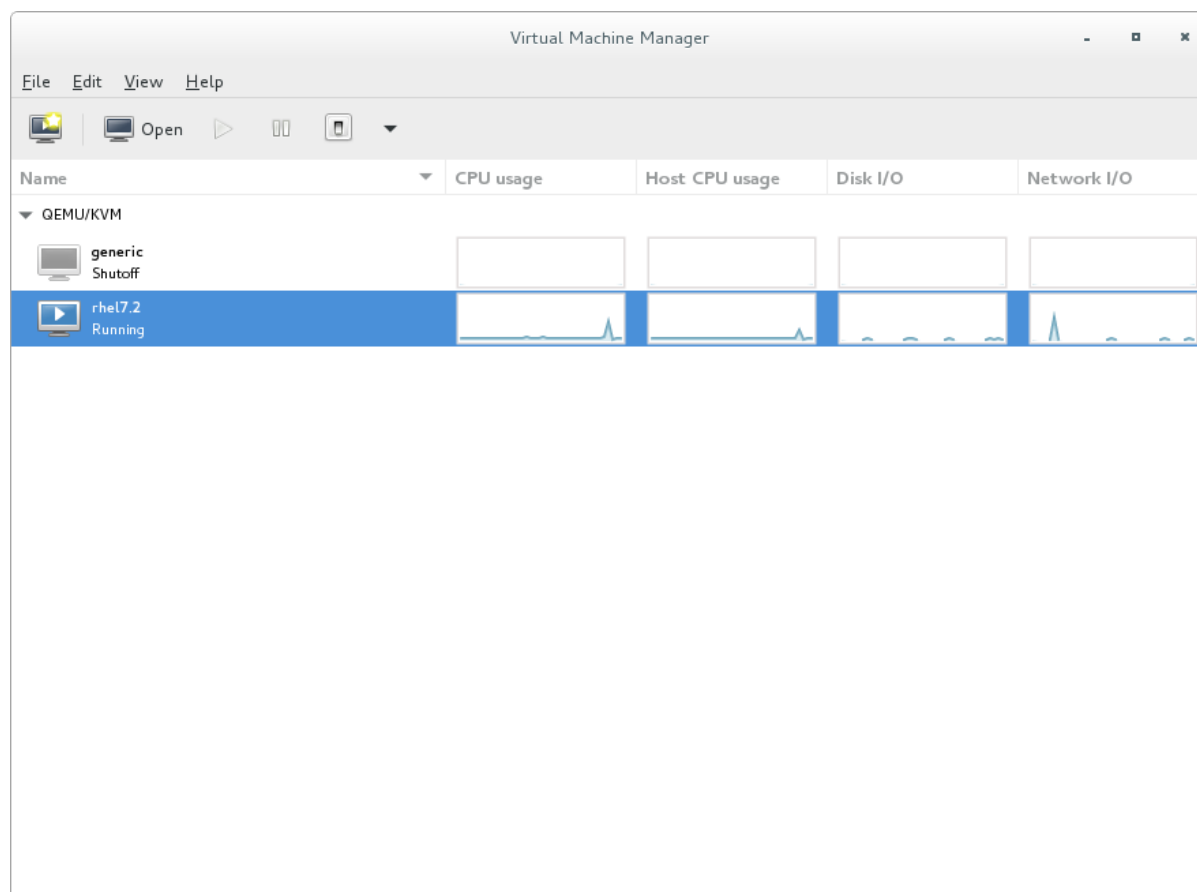 Virtual Machine Manager
File Edit View Help
Open
Name CPU usage Host CPU usage Disk I/O Network I/O
QEMU/KVM
generic
Shutoff
rhel7.2
Running